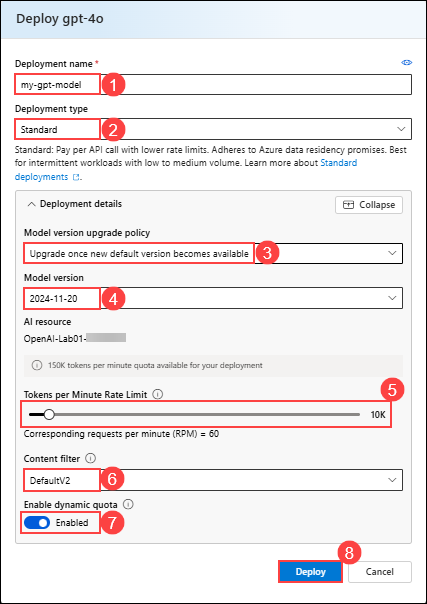 Deploy gpt-4o
Deployment name *
my-gpt-model 1
Deployment type
Standard 2
Standard: Pay per API call with lower rate limits. Adheres to Azure data residency promises. Best
for intermittent workloads with low to medium volume. Learn more about Standard
deployments.
Deployment details
Collapse
Model version upgrade policy
Upgrade once new default version becomes available 3
Model version
2024-11-20 4
AI resource
OpenAI-Lab01-
150K tokens per minute quota available for your deployment
Tokens per Minute Rate Limit 5
10K
Corresponding requests per minute (RPM) = 60
Content filter
DefaultV2 6
Enable dynamic quota
Enabled 7
8
Deploy Cancel